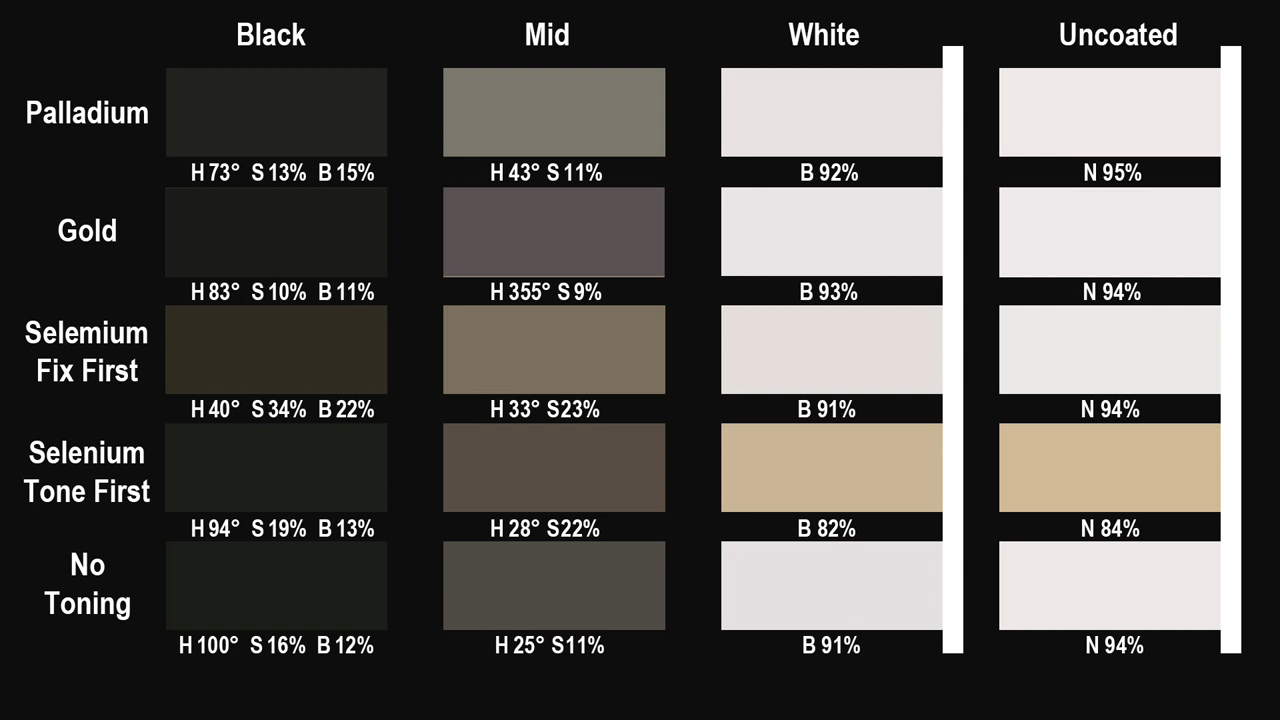 Black Mid White Uncoated
Palladium
H 73° S 13% B 15% H 43° S 11% B 92% N 95%
Gold
H 83° S 10% B 11% H 355° S 9% B 93% N 94%
Selemium
Fix First
H 40° S 34% B 22% H 33° S23% B 91% N 94%
Selenium
Tone First
H 94° S 19% B 13% H 28° S22% B 82% N 84%
No
Toning
H 100° S 16% B 12% H 25° S11% B 91% N 94%